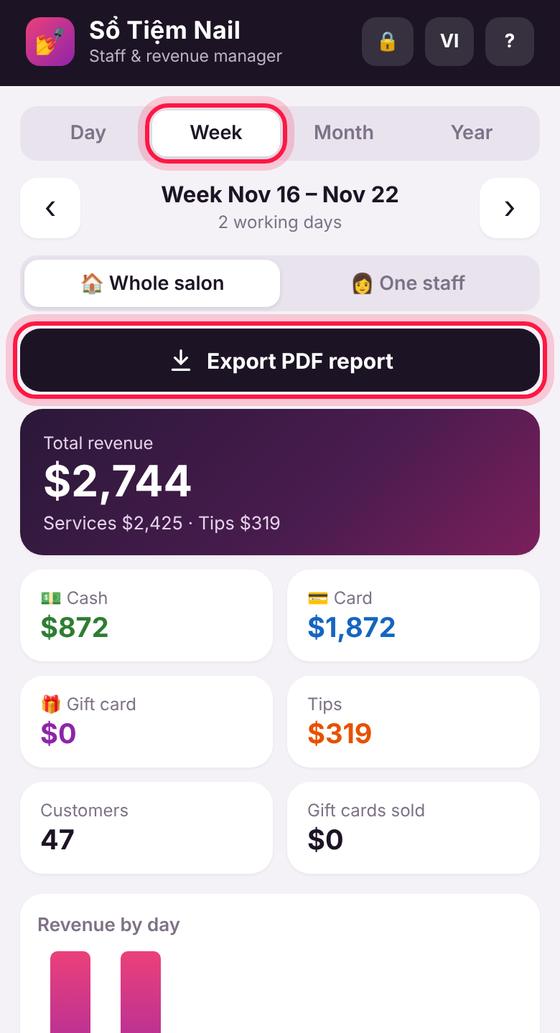 Sổ Tiệm Nail
Staff & revenue manager
VI
?
Day
Week
Month
Year
‹
Week Nov 16 – Nov 22
2 working days
›
🏠 Whole salon
👩 One staff
Export PDF report
Total revenue
$2,744
Services $2,425 · Tips $319
💵 Cash
$872
💳 Card
$1,872
🎁 Gift card
$0
Tips
$319
Customers
47
Gift cards sold
$0
Revenue by day